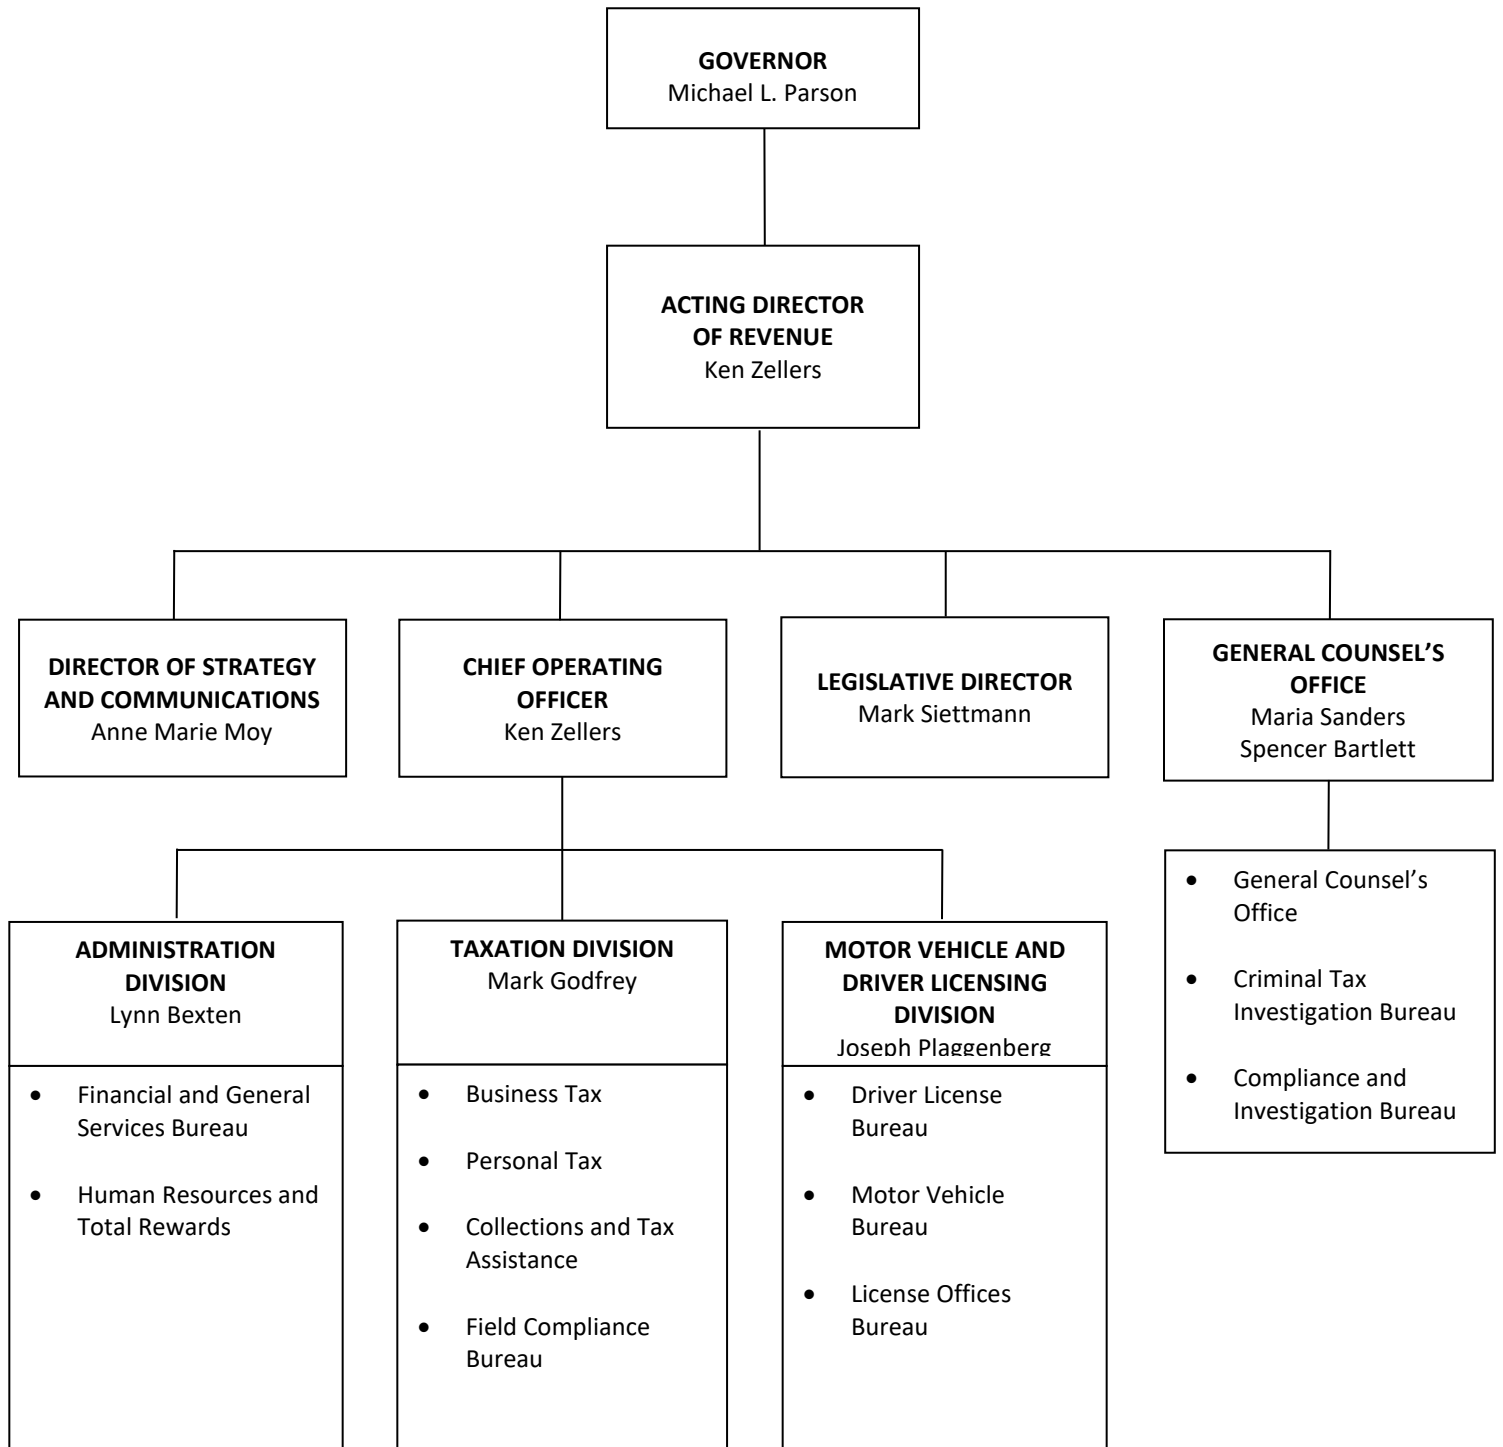 GOVERNOR
Michael L. Parson
ACTING DIRECTOR
OF REVENUE
Ken Zellers
DIRECTOR OF STRATEGY
AND COMMUNICATIONS
Anne Marie Moy
CHIEF OPERATING
OFFICER
Ken Zellers
LEGISLATIVE DIRECTOR
Mark Siettmann
GENERAL COUNSEL’S
OFFICE
Maria Sanders
Spencer Bartlett
ADMINISTRATION
DIVISION
Lynn Bexten
• Financial and General
Services Bureau
• Human Resources and
Total Rewards
TAXATION DIVISION
Mark Godfrey
• Business Tax
• Personal Tax
• Collections and Tax
Assistance
• Field Compliance
Bureau
MOTOR VEHICLE AND
DRIVER LICENSING
DIVISION
Joseph Plaggenberg
• Driver License
Bureau
• Motor Vehicle
Bureau
• License Offices
Bureau
• General Counsel’s
Office
• Criminal Tax
Investigation Bureau
• Compliance and
Investigation Bureau